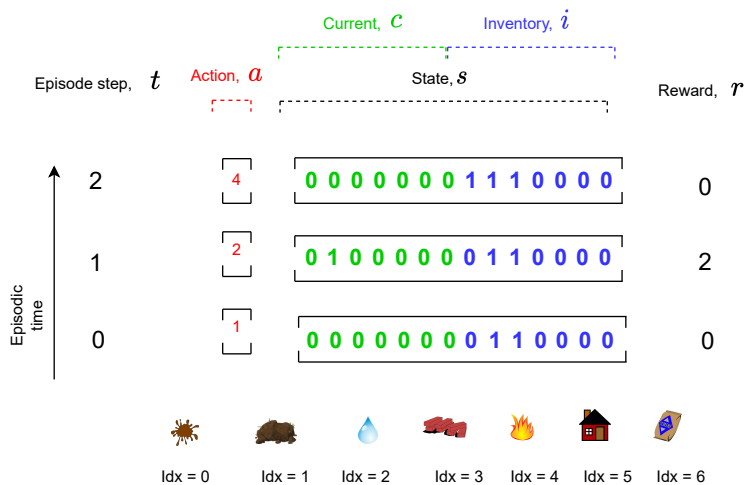 Current, c
Inventory, i
Episode step, t
Action, a
State, s
Reward, r
2
4
0 0 0 0 0 0 0 1 1 1 0 0 0 0
0
1
2
0 1 0 0 0 0 0 0 1 1 0 0 0 0
2
0
1
0 0 0 0 0 0 0 0 1 1 0 0 0 0
0
Episodic
time
Idx = 0
Idx = 1
Idx = 2
Idx = 3
Idx = 4
Idx = 5
Idx = 6